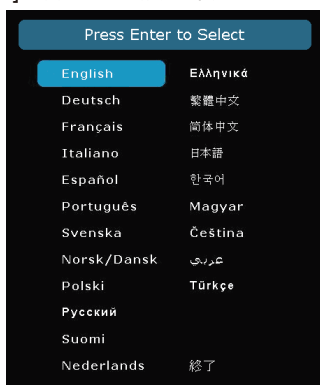 Press Enter to Select
English Ελληνικά
Deutsch 繁體中文
Français 简体中文
Italiano 日本語
Español 한국어
Português Magyar
Svenska Čeština
Norsk/Dansk عربي
Polski Türkçe
Русский
Suomi
Nederlands 終了